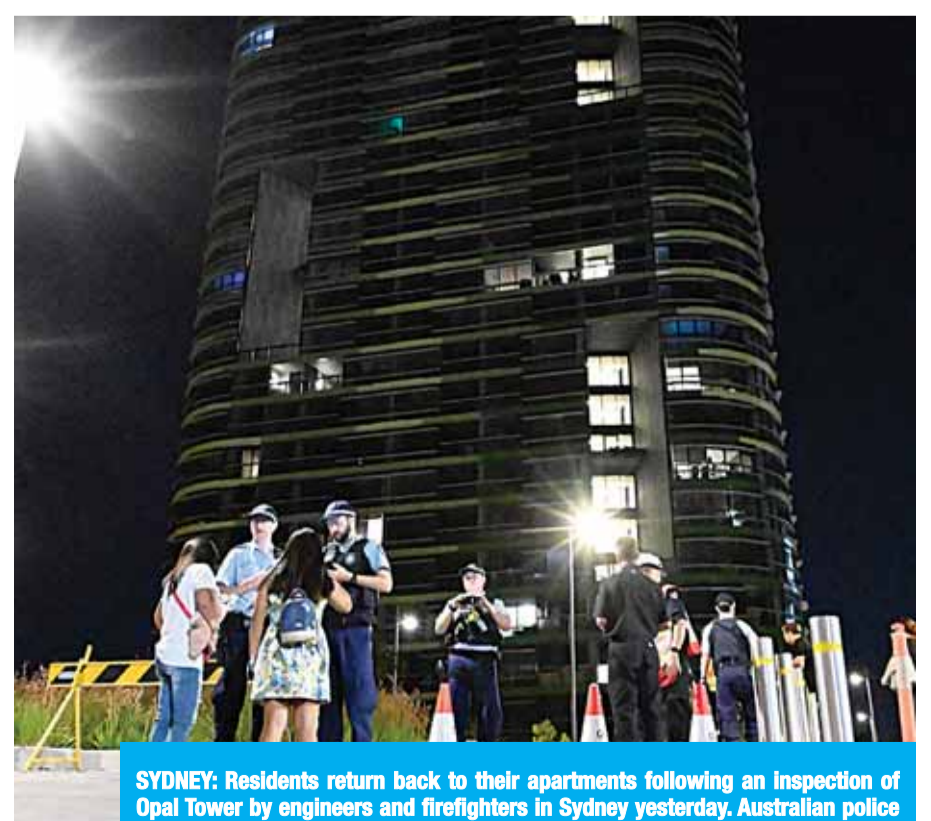 SYDNEY: Residents return back to their apartments following an inspection of
Opal Tower by engineers and firefighters in Sydney yesterday. Australian police